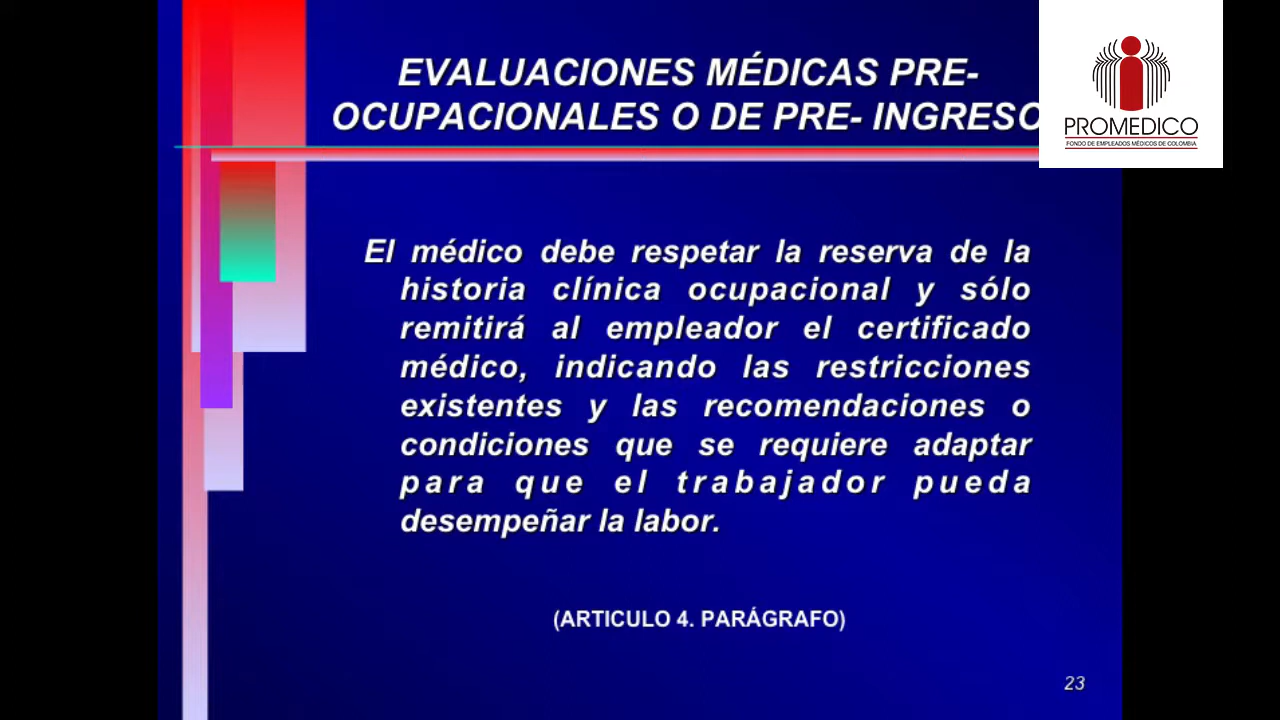 EVALUACIONES MÉDICAS PRE-
OCUPACIONALES O DE PRE- INGRESO
PROMEDICO
FONDO DE EMPLEADOS MÉDICOS DE COLOMBIA
El médico debe respetar la reserva de la
historia clínica ocupacional y sólo
remitirá al empleador el certificado
médico, indicando las restricciones
existentes y las recomendaciones o
condiciones que se requiere adaptar
para que el trabajador pueda
desempeñar la labor.
(ARTICULO 4. PARÁGRAFO)
23